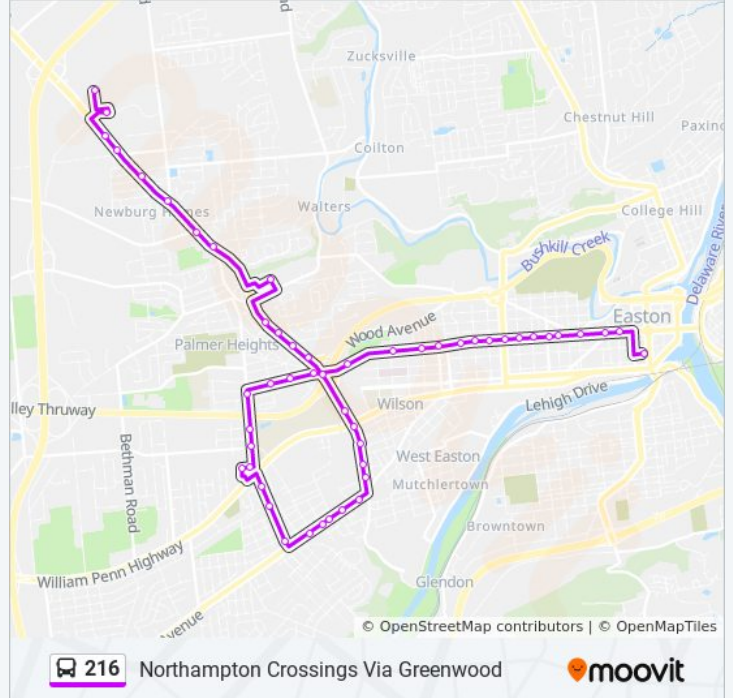 Zucksville
Chestnut Hill
Paxino
Coilton
Newburg Homes
Walters
College Hill
Bushkill Creek
Delaware River
Easton
Wood Avenue
Palmer Heights
lley Thruway
Wilson
Lehigh Drive
Bethman Road
West Easton
Mutchlertown
Browntown
William Penn Highway
Glendon
venue
© OpenStreetMap contributors | © OpenMapTiles
216 Northampton Crossings Via Greenwood
moovit